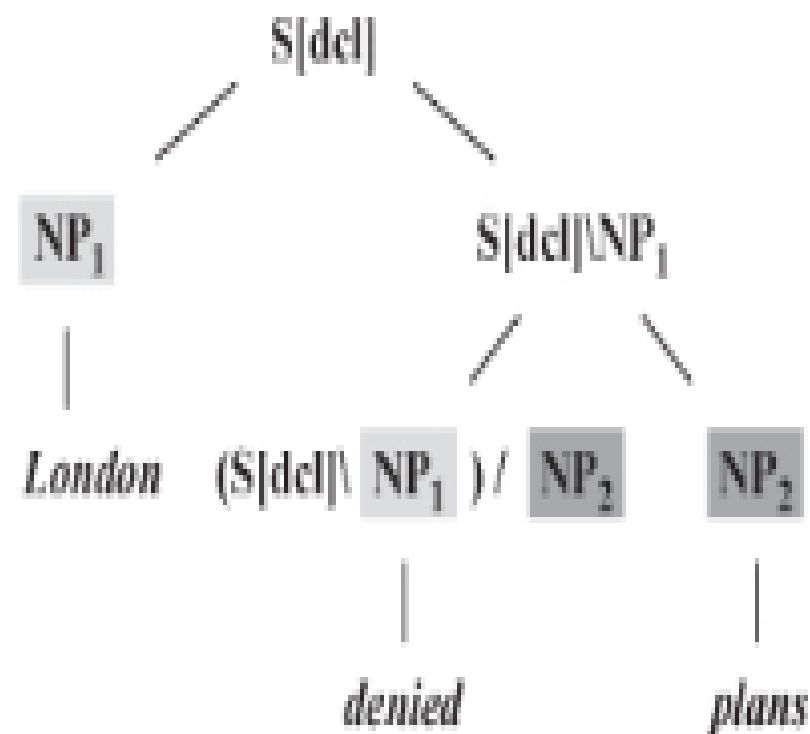 S[dcl]
NP₁ S[dcl]\NP₁
London (S[dcl]\ NP₁ )/ NP₂ NP₂
denied plans